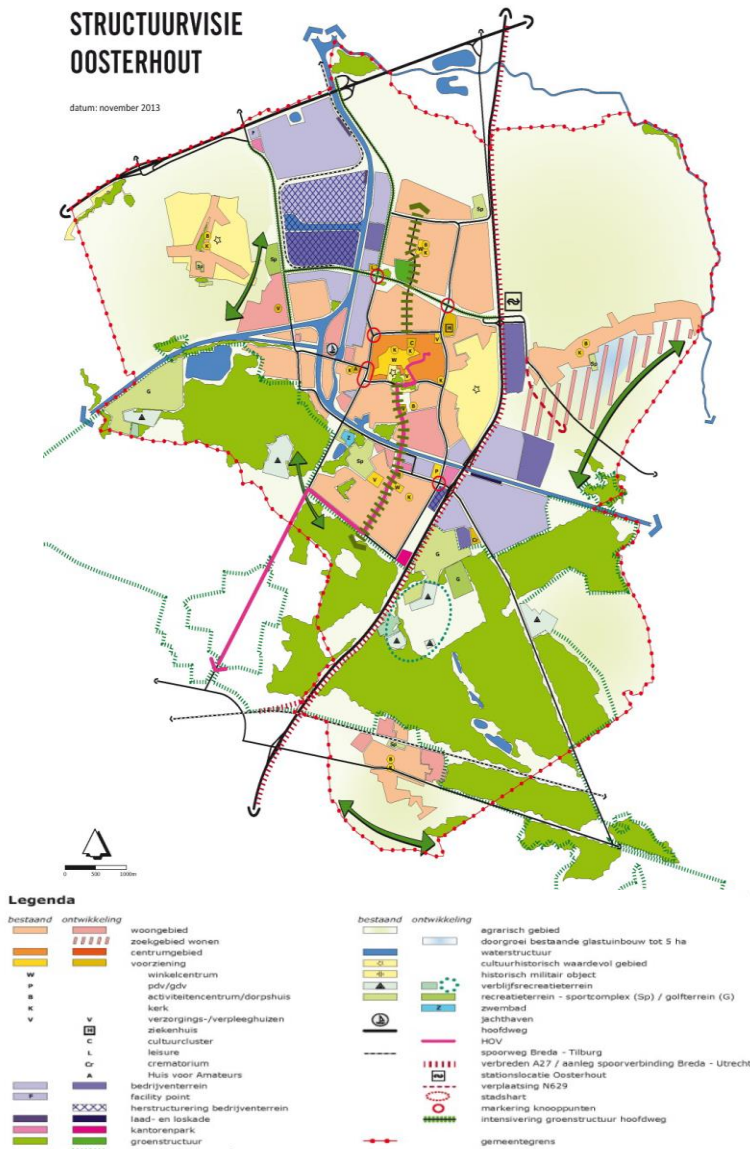 STRUCTUURVISIE
OOSTERHOUT
datum: november 2013
0 500 1000m
Legenda
bestaand ontwikkeling
woongebied
zoekgebied wonen
centrumgebied
voorziening
W winkelcentrum
P pdv/gdv
B activiteitencentrum/dorpshuis
K kerk
V V verzorgings-/verpleeghuizen
H ziekenhuis
C cultuurcluster
L leisure
Cr crematorium
A Huis voor Amateurs
bedrijventerrein
F facility point
herstructurering bedrijventerrein
laad- en loskade
kantorenpark
groenstructuur
bestaand ontwikkeling
agrarisch gebied
doorgroei bestaande glastuinbouw tot 5 ha
waterstructuur
cultuurhistorisch waardevol gebied
historisch militair object
verblijfsrecreatieterrein
recreatieterrein - sportcomplex (Sp) / golfterrein (G)
Z zwembad
jachthaven
hoofdweg
HOV
spoorweg Breda - Tilburg
verbreden A27 / aanleg spoorverbinding Breda - Utrecht
stationslocatie Oosterhout
verplaatsing N629
stadshart
markering knooppunten
intensivering groenstructuur hoofdweg
gemeentegrens